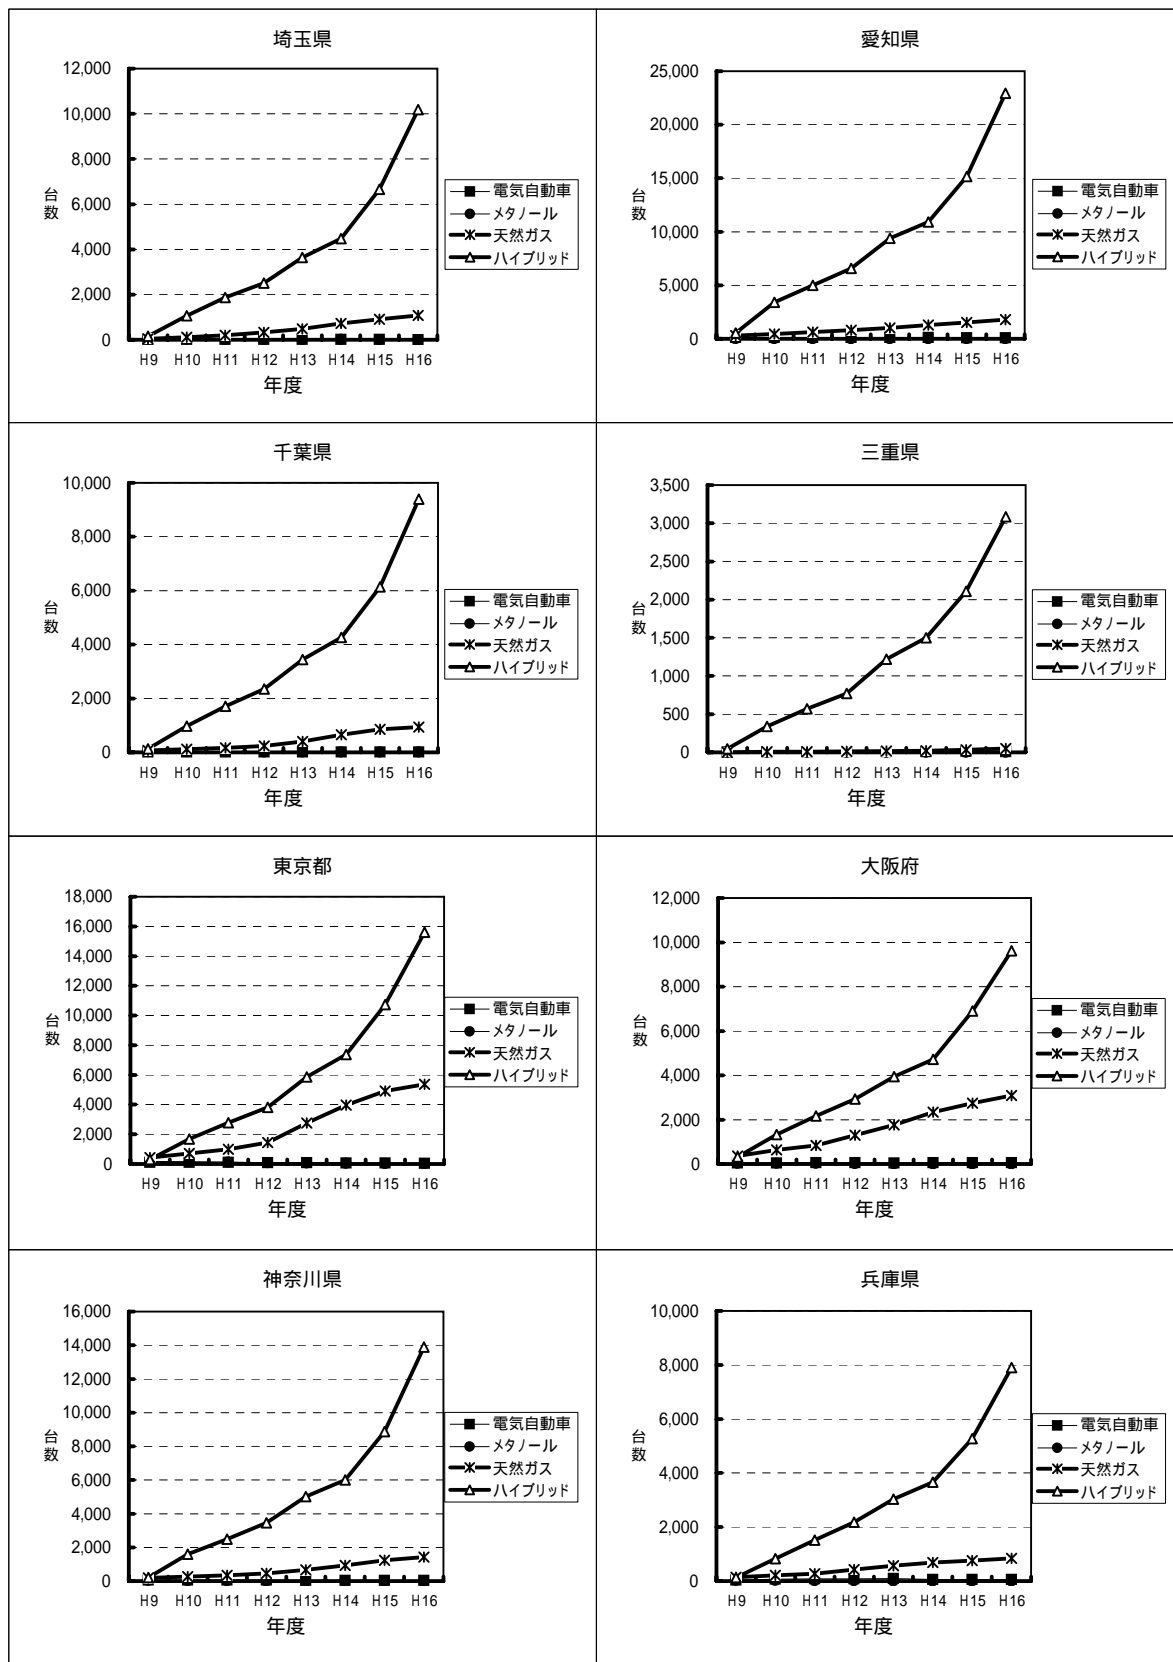 埼玉県
12,000
10,000
8,000
6,000
4,000
2,000
0
台数
H9 H10 H11 H12 H13 H14 H15 H16
年度
電気自動車
メタノール
天然ガス
ハイブリッド
愛知県
25,000
20,000
15,000
10,000
5,000
0
台数
H9 H10 H11 H12 H13 H14 H15 H16
年度
電気自動車
メタノール
天然ガス
ハイブリッド
千葉県
10,000
8,000
6,000
4,000
2,000
0
台数
H9 H10 H11 H12 H13 H14 H15 H16
年度
電気自動車
メタノール
天然ガス
ハイブリッド
三重県
3,500
3,000
2,500
2,000
1,500
1,000
500
0
台数
H9 H10 H11 H12 H13 H14 H15 H16
年度
電気自動車
メタノール
天然ガス
ハイブリッド
東京都
18,000
16,000
14,000
12,000
10,000
8,000
6,000
4,000
2,000
0
台数
H9 H10 H11 H12 H13 H14 H15 H16
年度
電気自動車
メタノール
天然ガス
ハイブリッド
大阪府
12,000
10,000
8,000
6,000
4,000
2,000
0
台数
H9 H10 H11 H12 H13 H14 H15 H16
年度
電気自動車
メタノール
天然ガス
ハイブリッド
神奈川県
16,000
14,000
12,000
10,000
8,000
6,000
4,000
2,000
0
台数
H9 H10 H11 H12 H13 H14 H15 H16
年度
電気自動車
メタノール
天然ガス
ハイブリッド
兵庫県
10,000
8,000
6,000
4,000
2,000
0
台数
H9 H10 H11 H12 H13 H14 H15 H16
年度
電気自動車
メタノール
天然ガス
ハイブリッド